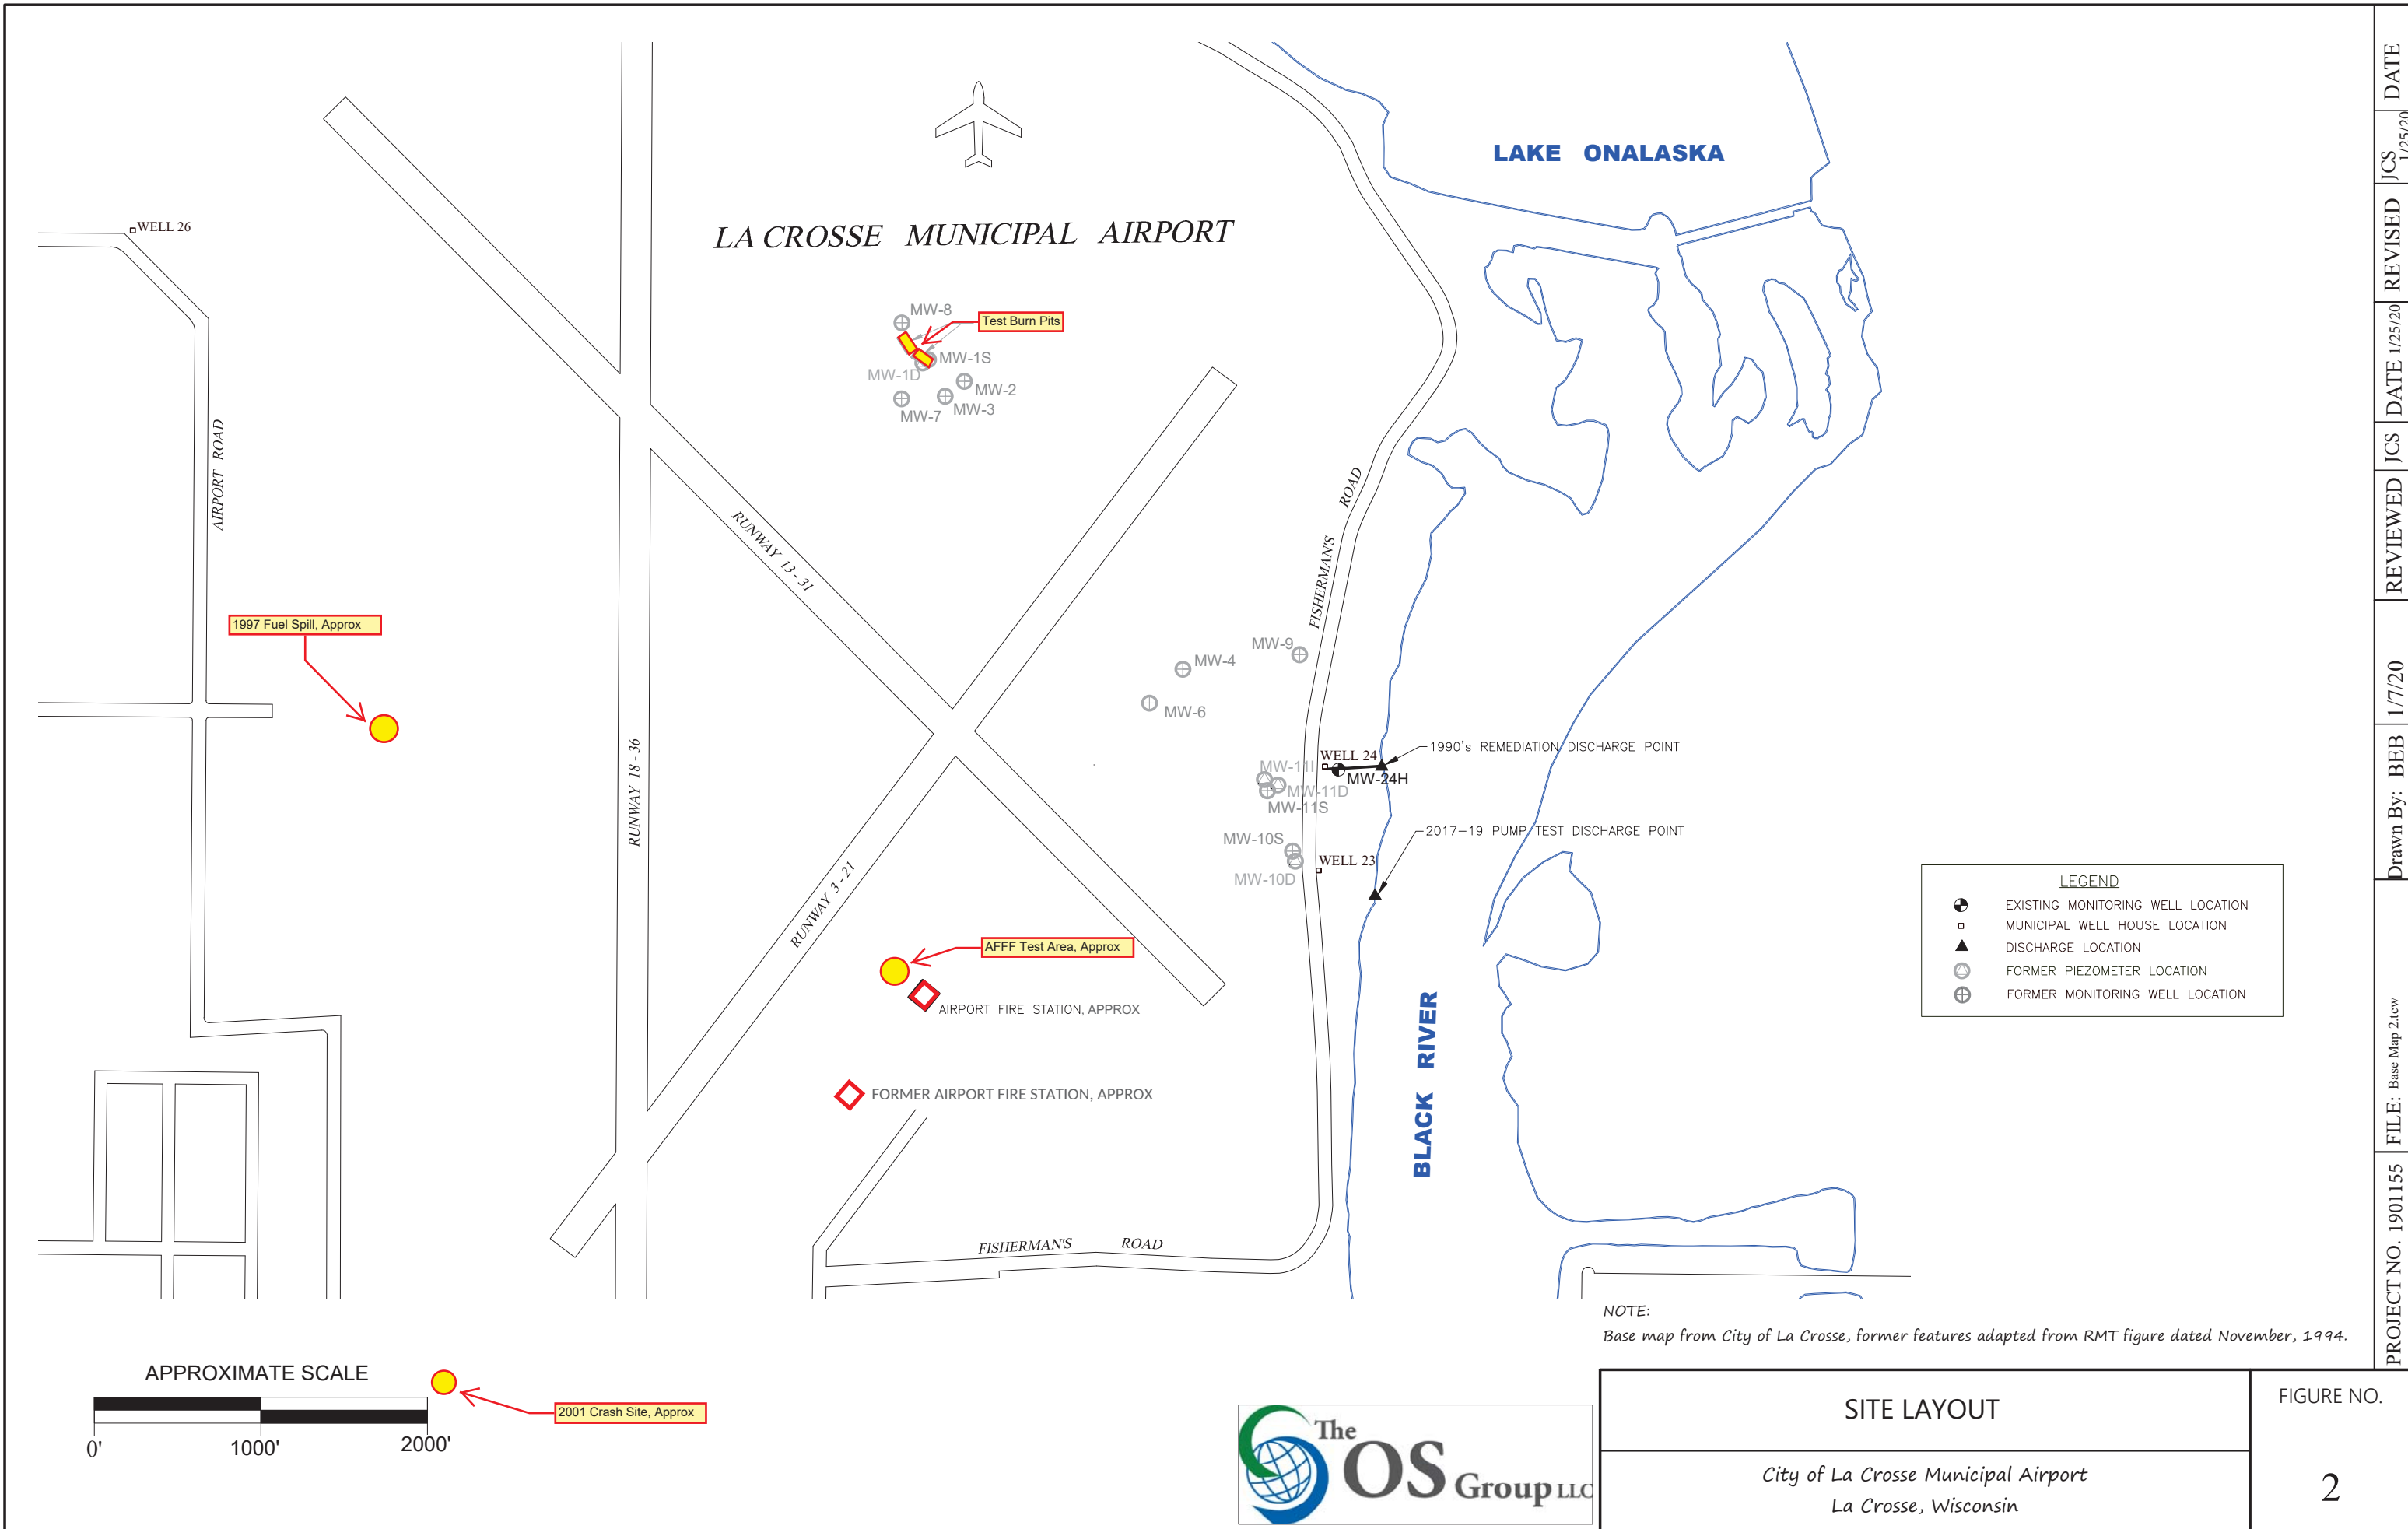 LAKE ONALASKA
WELL 26
LA CROSSE MUNICIPAL AIRPORT
MW-8
Test Burn Pits
MW-1S
MW-1D
MW-2
MW-3
MW-7
AIRPORT ROAD
RUNWAY 13 - 31
FISHERMAN'S ROAD
1997 Fuel Spill, Approx
MW-9
MW-4
MW-6
RUNWAY 18 - 36
1990's REMEDIATION DISCHARGE POINT
WELL 24
MW-11I
MW-24H
MW-11D
MW-11S
2017-19 PUMP TEST DISCHARGE POINT
MW-10S
WELL 23
MW-10D
RUNWAY 3 - 21
AFFF Test Area, Approx
AIRPORT FIRE STATION, APPROX
FORMER AIRPORT FIRE STATION, APPROX
BLACK RIVER
FISHERMAN'S ROAD
LEGEND
EXISTING MONITORING WELL LOCATION
MUNICIPAL WELL HOUSE LOCATION
DISCHARGE LOCATION
FORMER PIEZOMETER LOCATION
FORMER MONITORING WELL LOCATION
NOTE:
Base map from City of La Crosse, former features adapted from RMT figure dated November, 1994.
APPROXIMATE SCALE
0' 1000' 2000'
2001 Crash Site, Approx
The
OS Group LLC
SITE LAYOUT
City of La Crosse Municipal Airport
La Crosse, Wisconsin
FIGURE NO.
2
PROJECT NO. 1901155
FILE: Base Map 2.tcw
Drawn By: BEB
1/7/20
REVIEWED
JCS
DATE 1/25/20
REVISED
JCS
1/25/20
DATE